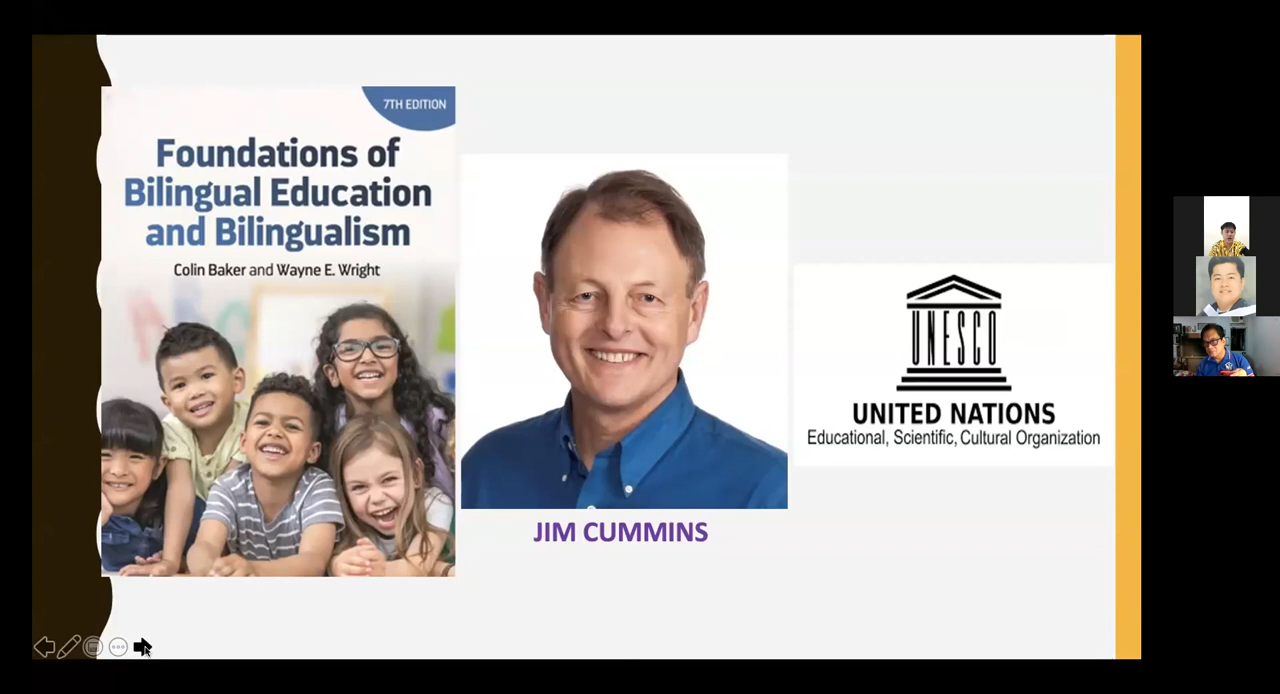 7TH EDITION
Foundations of
Bilingual Education
and Bilingualism
Colin Baker and Wayne E. Wright
JIM CUMMINS
UNESCO
UNITED NATIONS
Educational, Scientific, Cultural Organization